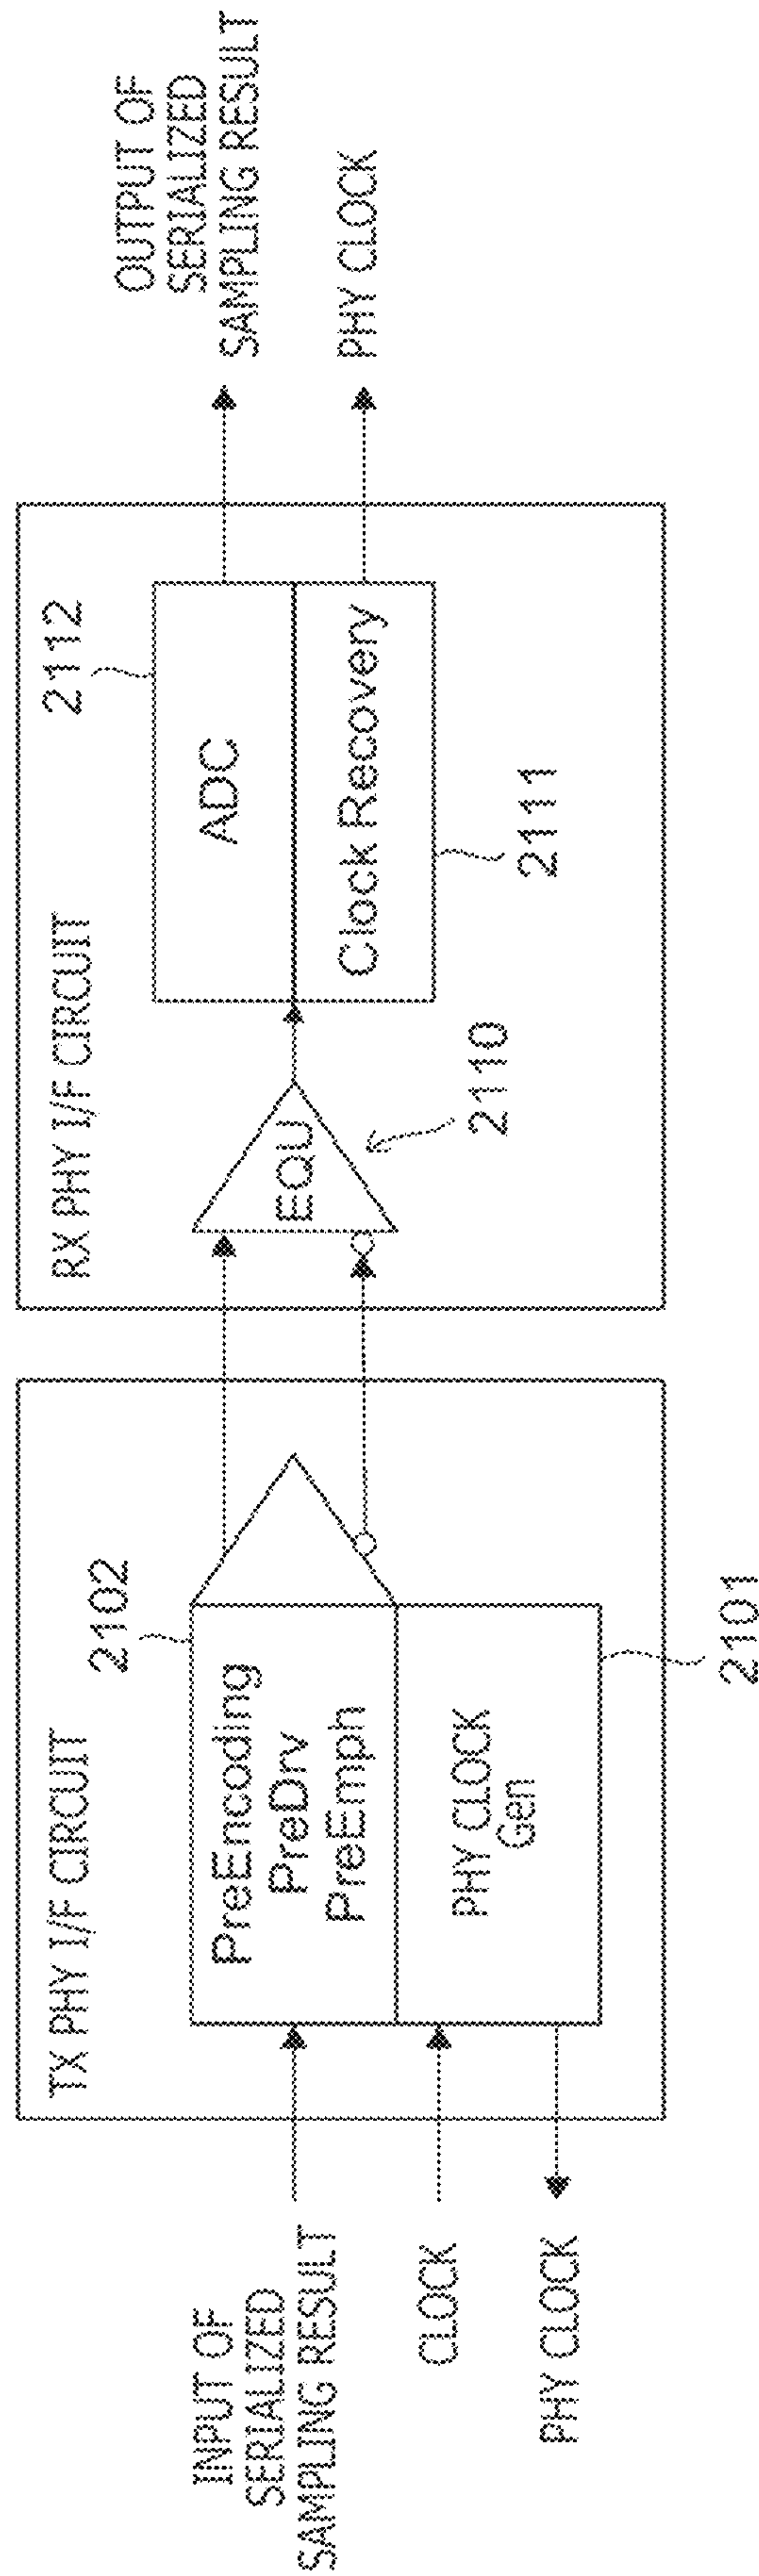 INPUT OF
SERIALIZED
SAMPLING RESULT
CLOCK
PHY CLOCK
TX PHY I/F CIRCUIT
2102
PreEncoding
PreDrv
PreEmph
PHY CLOCK
Gen
2101
RX PHY I/F CIRCUIT
EQU
2110
2112
ADC
Clock Recovery
2111
OUTPUT OF
SERIALIZED
SAMPLING RESULT
PHY CLOCK